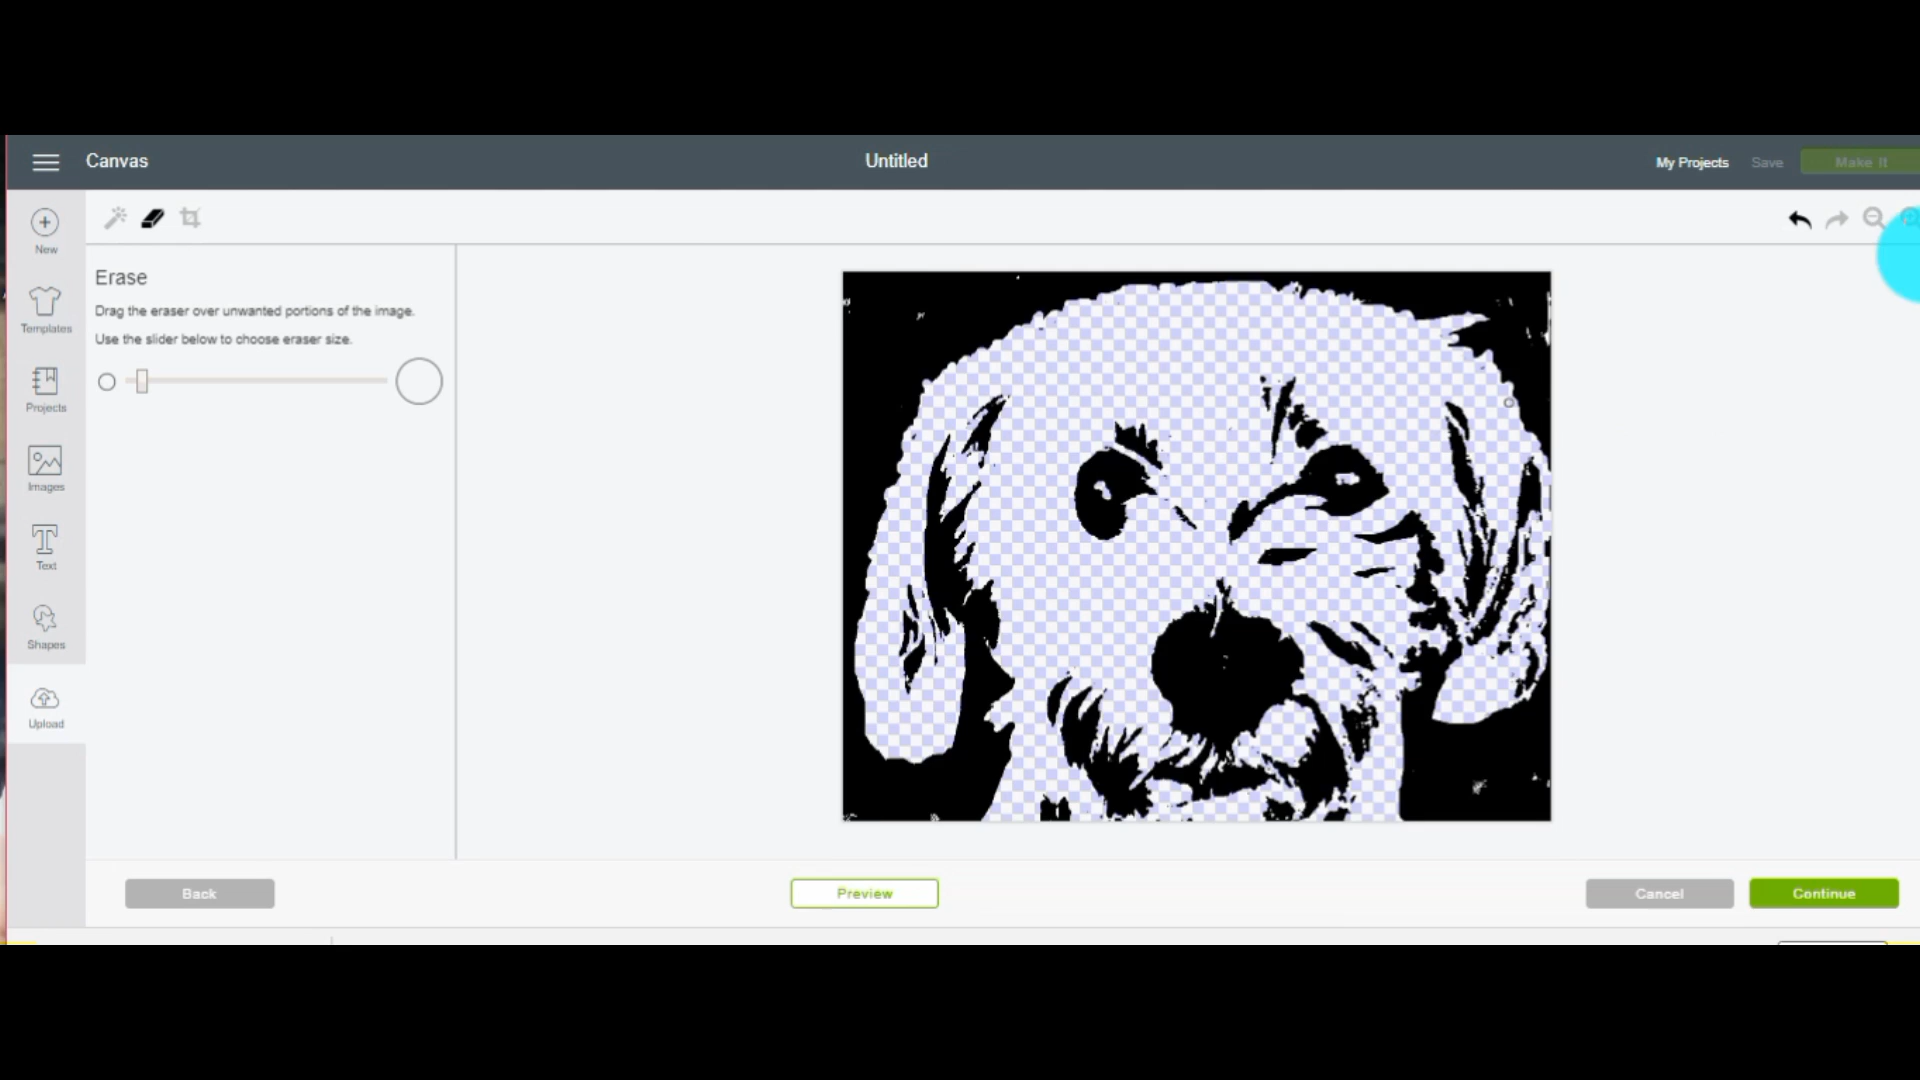 Canvas
Untitled
My Projects
Save
Make It
New
Templates
Projects
Images
Text
Shapes
Upload
Erase
Drag the eraser over unwanted portions of the image.
Use the slider below to choose eraser size.
Back
Preview
Cancel
Continue